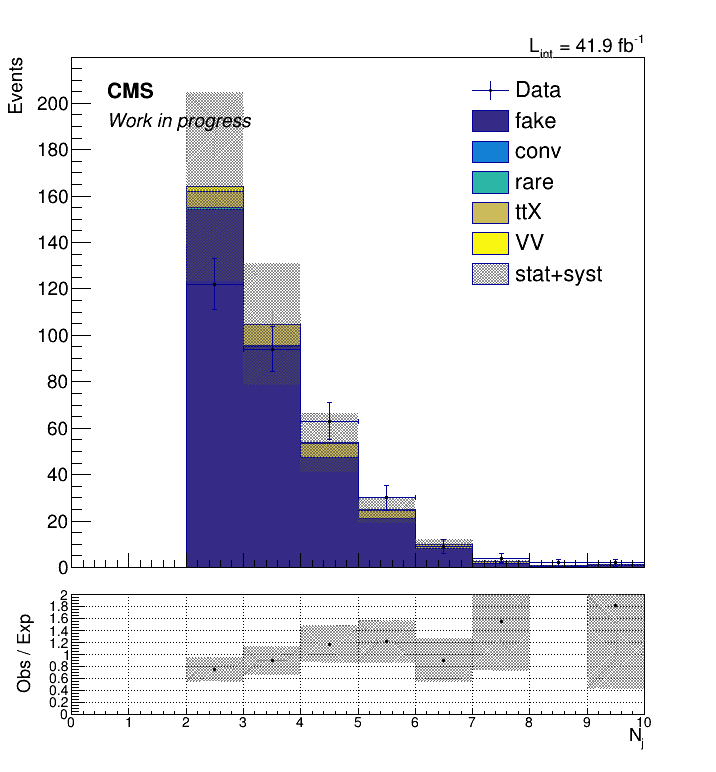 L_int = 41.9 fb^-1
Events
CMS
Work in progress
Data
fake
conv
rare
ttX
VV
stat+syst
200
180
160
140
120
100
80
60
40
20
0
Obs / Exp
2
1.8
1.6
1.4
1.2
1
0.8
0.6
0.4
0.2
0
0 1 2 3 4 5 6 7 8 9 10
N_j